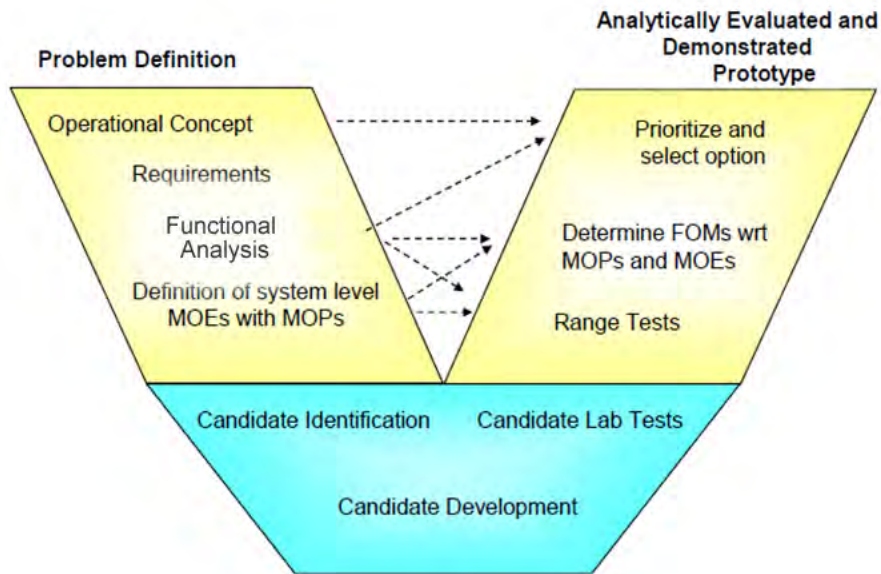 Problem Definition
Operational Concept
Requirements
Functional
Analysis
Definition of system level
MOEs with MOPs
Analytically Evaluated and
Demonstrated
Prototype
Prioritize and
select option
Determine FOMs wrt
MOPs and MOEs
Range Tests
Candidate Identification
Candidate Lab Tests
Candidate Development